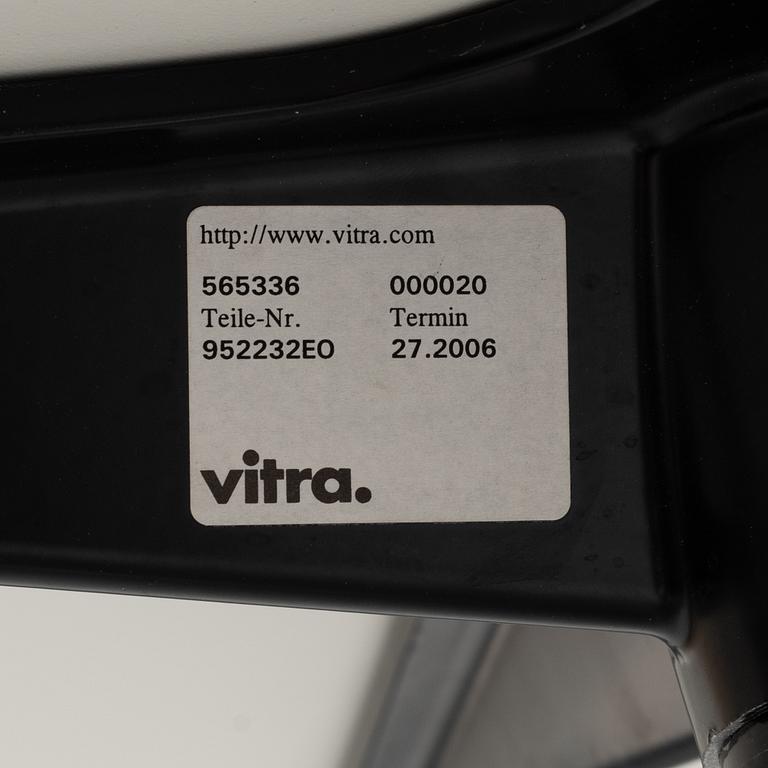 http://www.vitra.com
565336 000020
Teile-Nr. Termin
952232EO 27.2006
vitra.